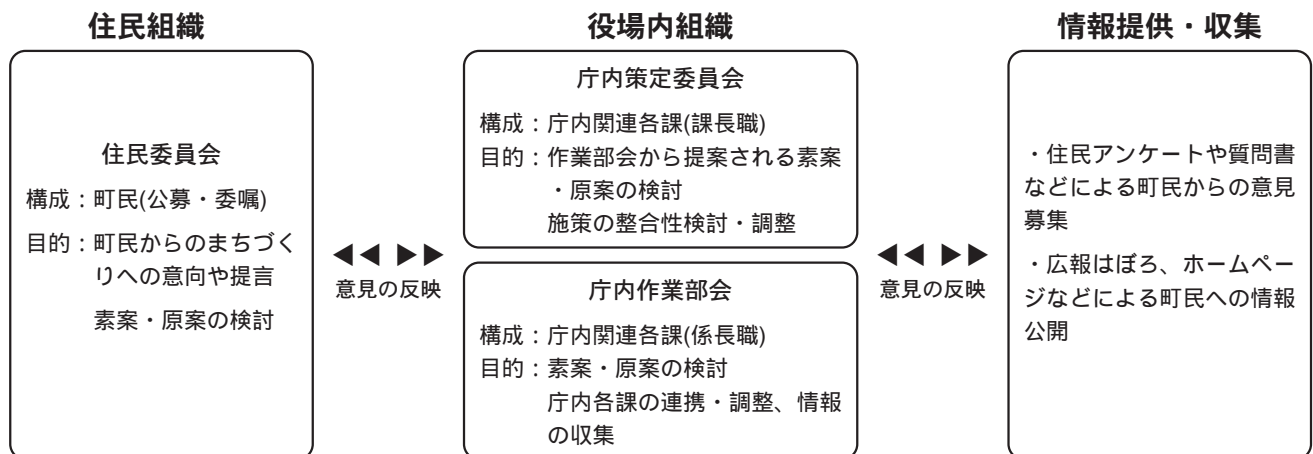 住民組織
住民委員会
構成：町民(公募・委嘱)
目的：町民からのまちづく
りへの意向や提言
素案・原案の検討
◀◀ ▶▶
意見の反映
役場内組織
庁内策定委員会
構成：庁内関連各課(課長職)
目的：作業部会から提案される素案
・原案の検討
施策の整合性検討・調整
庁内作業部会
構成：庁内関連各課(係長職)
目的：素案・原案の検討
庁内各課の連携・調整、情報
の収集
◀◀ ▶▶
意見の反映
情報提供・収集
・住民アンケートや質問書
などによる町民からの意見
募集
・広報はぼろ、ホームペー
ジなどによる町民への情報
公開